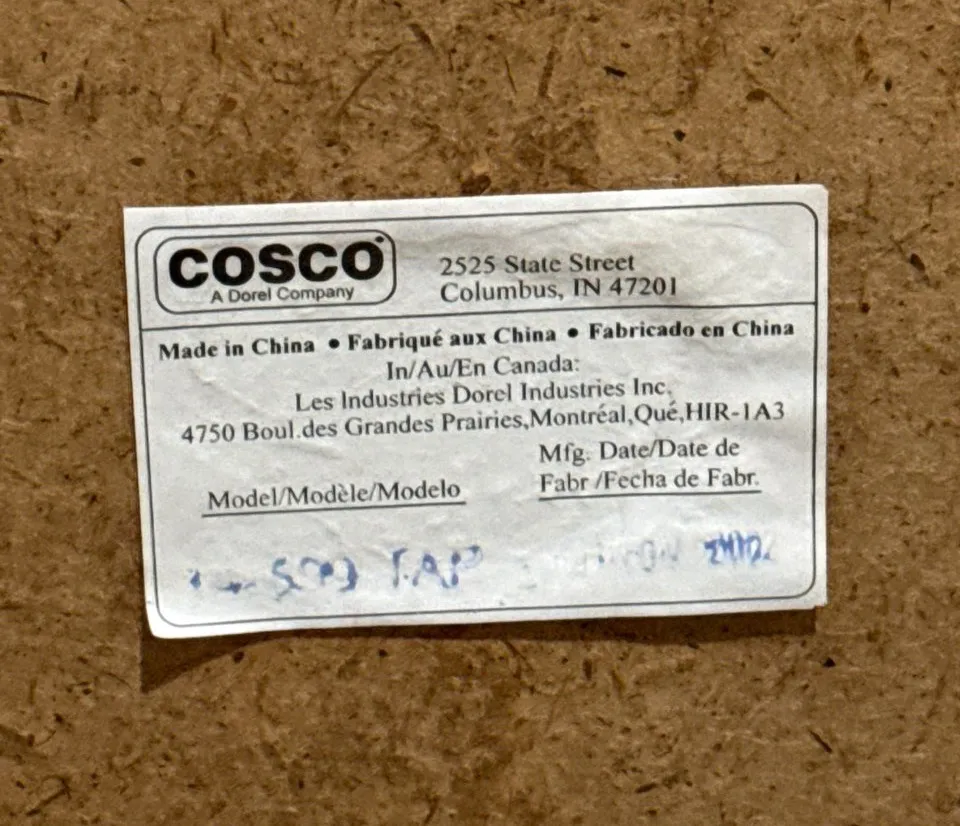 COSCO
A Dorel Company
2525 State Street
Columbus, IN 47201
Made in China • Fabriqué aux China • Fabricado en China
In/Au/En Canada:
Les Industries Dorel Industries Inc.
4750 Boul.des Grandes Prairies,Montréal,Qué,HIR-1A3
Model/Modèle/Modelo
Mfg. Date/Date de
Fabr /Fecha de Fabr.